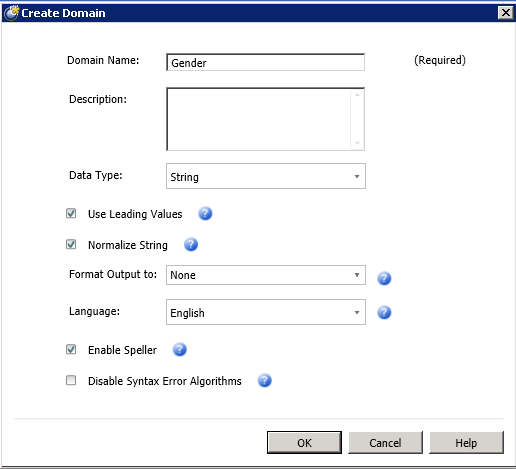 Create Domain
Domain Name: Gender (Required)
Description:
Data Type: String
Use Leading Values ?
Normalize String ?
Format Output to: None ?
Language: English ?
Enable Speller ?
Disable Syntax Error Algorithms ?
OK Cancel Help